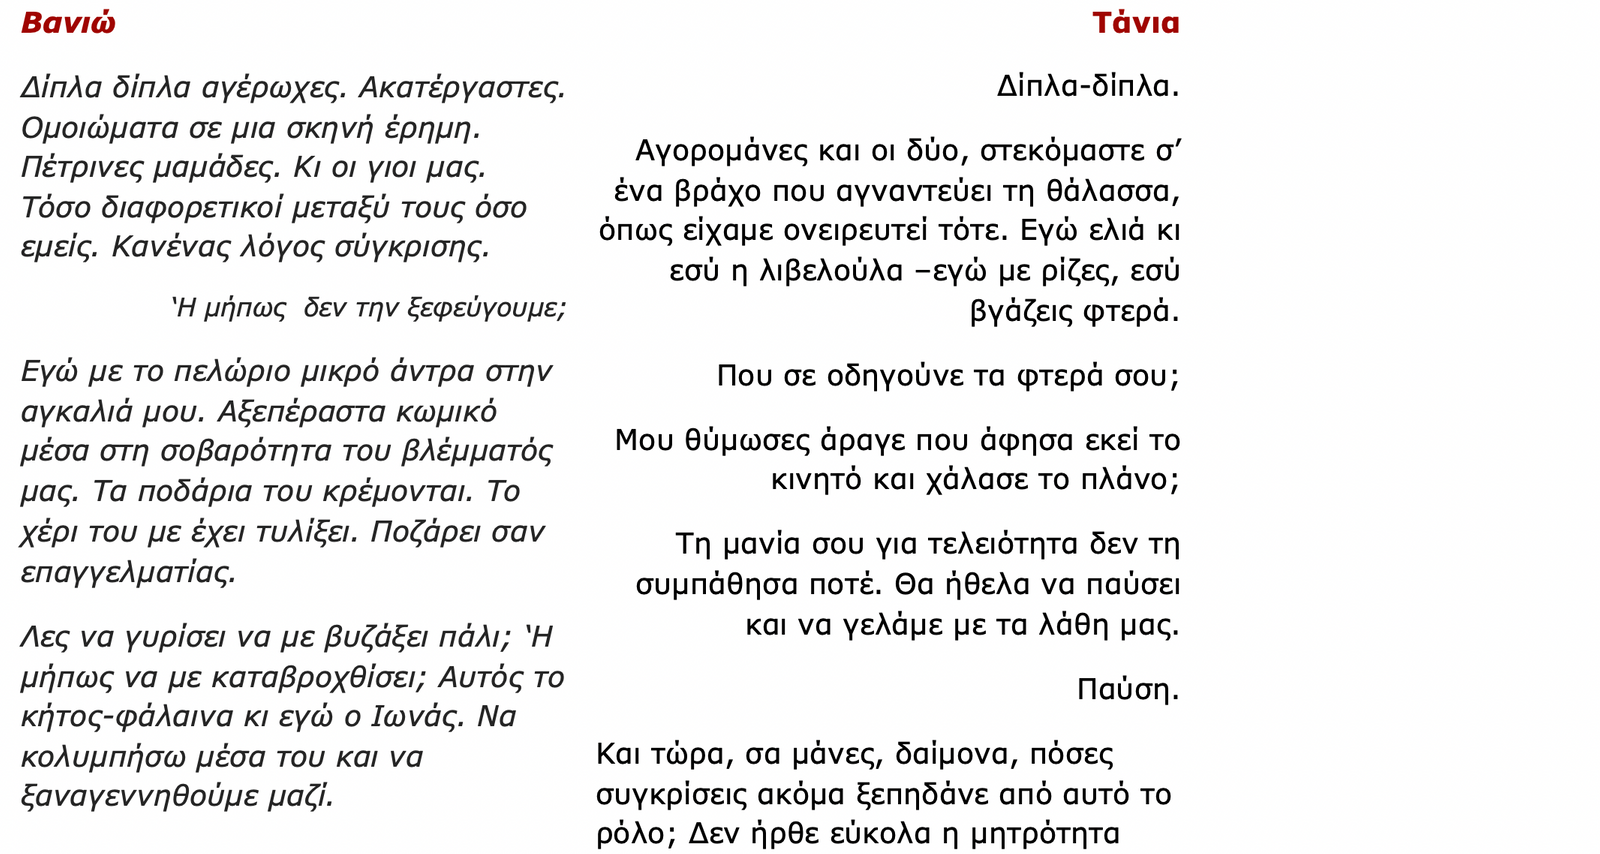 Βανιώ
Δίπλα δίπλα αγέρωχες. Ακατέργαστες.
Ομοιώματα σε μια σκηνή έρημη.
Πέτρινες μαμάδες. Κι οι γιοι μας.
Τόσο διαφορετικοί μεταξύ τους όσο
εμείς. Κανένας λόγος σύγκρισης.
‘Η μήπως  δεν την ξεφεύγουμε;
Εγώ με το πελώριο μικρό άντρα στην
αγκαλιά μου. Αξεπέραστα κωμικό
μέσα στη σοβαρότητα του βλέμματός
μας. Τα ποδάρια του κρέμονται. Το
χέρι του με έχει τυλίξει. Ποζάρει σαν
επαγγελματίας.
Λες να γυρίσει να με βυζάξει πάλι; ‘Η
μήπως να με καταβροχθίσει; Αυτός το
κήτος-φάλαινα κι εγώ ο Ιωνάς. Να
κολυμπήσω μέσα του και να
ξαναγεννηθούμε μαζί.
Τάνια
Δίπλα-δίπλα.
Αγορομάνες και οι δύο, στεκόμαστε σ’
ένα βράχο που αγναντεύει τη θάλασσα,
όπως είχαμε ονειρευτεί τότε. Εγώ ελιά κι
εσύ η λιβελούλα –εγώ με ρίζες, εσύ
βγάζεις φτερά.
Που σε οδηγούνε τα φτερά σου;
Μου θύμωσες άραγε που άφησα εκεί το
κινητό και χάλασε το πλάνο;
Τη μανία σου για τελειότητα δεν τη
συμπάθησα ποτέ. Θα ήθελα να παύσει
και να γελάμε με τα λάθη μας.
Παύση.
Και τώρα, σα μάνες, δαίμονα, πόσες
συγκρίσεις ακόμα ξεπηδάνε από αυτό το
ρόλο; Δεν ήρθε εύκολα η μητρότητα